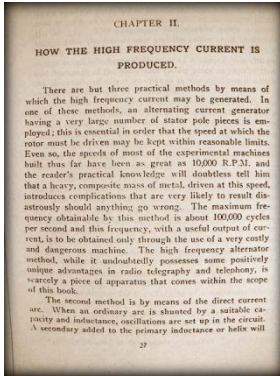 CHAPTER II.
HOW THE HIGH FREQUENCY CURRENT IS
PRODUCED.
There are but three practical methods by means of
which the high frequency current may be generated. In
one of these methods, an alternating current generator
having a very large number of stator pole pieces is em-
ployed; this is essential in order that the speed at which the
rotor must be driven may be kept within reasonable limits.
Even so, the speeds of most of the experimental machines
built thus far have been as great as 10,000 R.P.M. and
the reader's practical knowledge will doubtless tell him
that a heavy, composite mass of metal, driven at this speed,
introduces complications that are very likely to result dis-
astrously should anything go wrong. The maximum fre-
quency obtainable by this method is about 100,000 cycles
per second and this frequency, with a useful output of cur-
rent, is to be obtained only through the use of a very costly
and dangerous machine. The high frequency alternator
method, while it undoubtedly possesses some positively
unique advantages in radio telegraphy and telephony, is
scarcely a piece of apparatus that comes within the scope
of this book.
The second method is by means of the direct current
arc. When an ordinary arc is shunted by a suitable ca-
pacity and inductance, oscillations are set up in the circuit.
A secondary added to the primary inductance or helix will
27